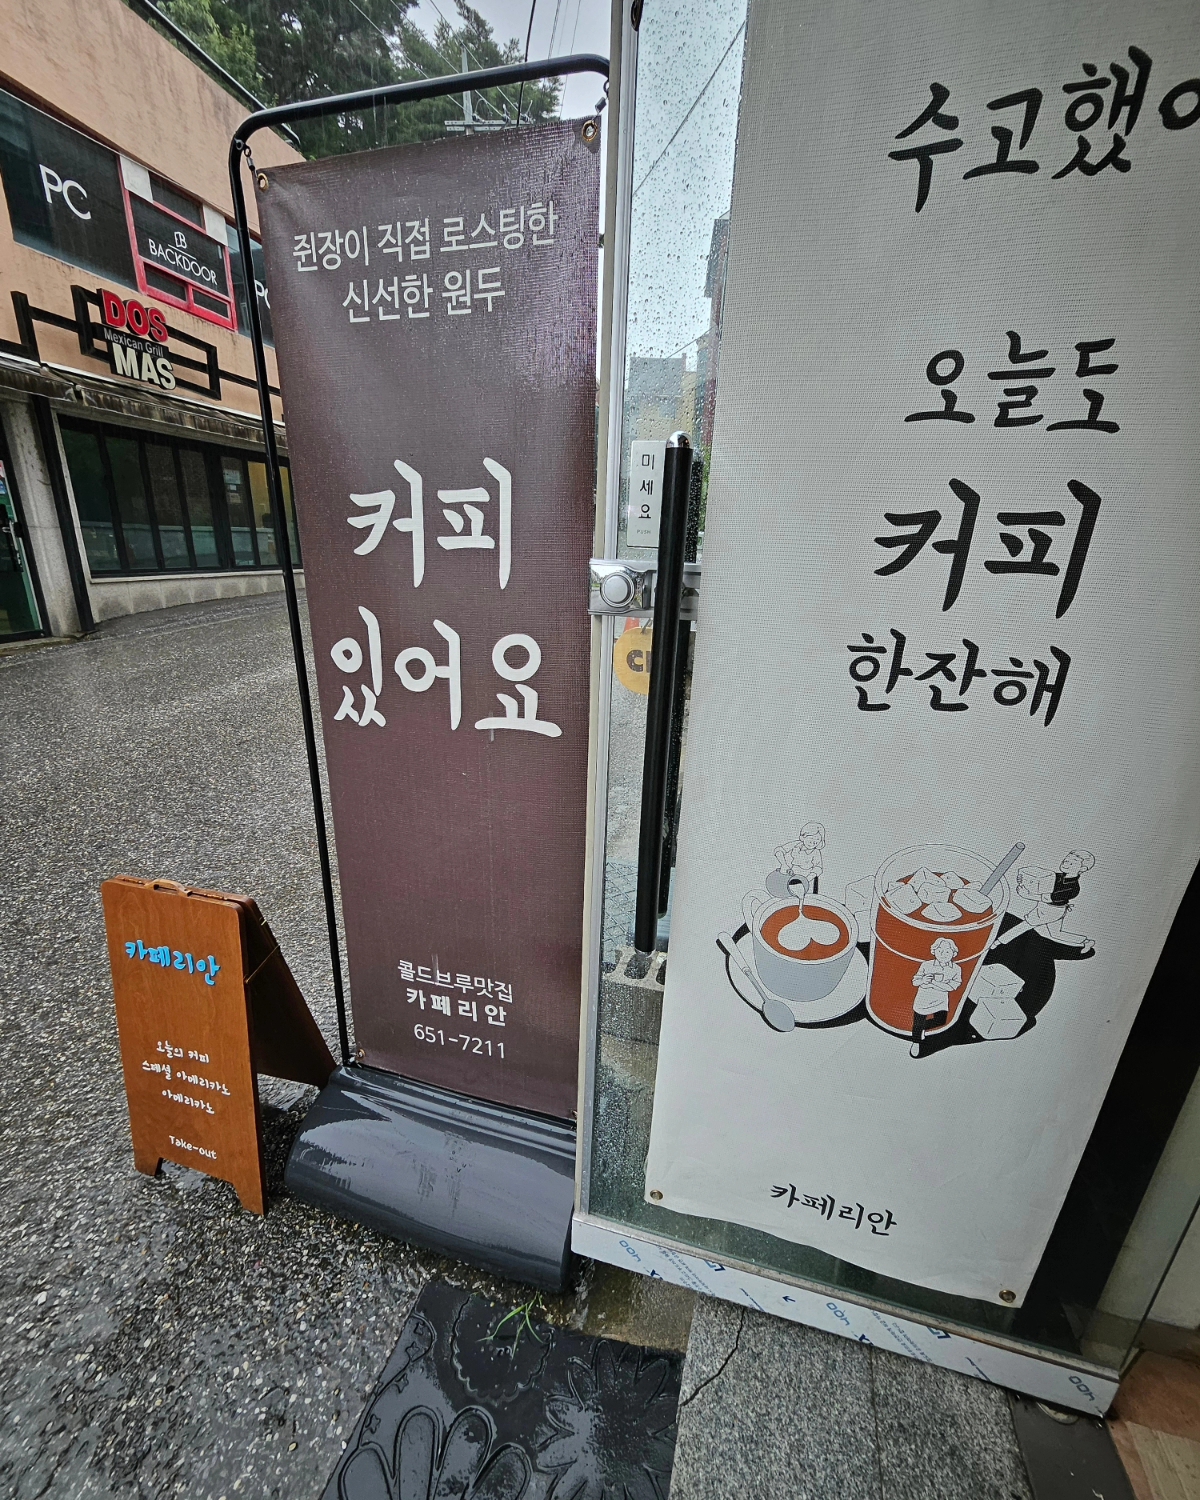 PC
BACKDOOR
DOS
Mexican Grill
MAS
쥔장이 직접 로스팅한
신선한 원두
커피
있어요
콜드브루맛집
카페리안
651-7211
카페리안
오늘의 커피
스페셜 아메리카노
아메리카노
Take-out
미
세
요
PUSH
수고했
오늘도
커피
한잔해
카페리안